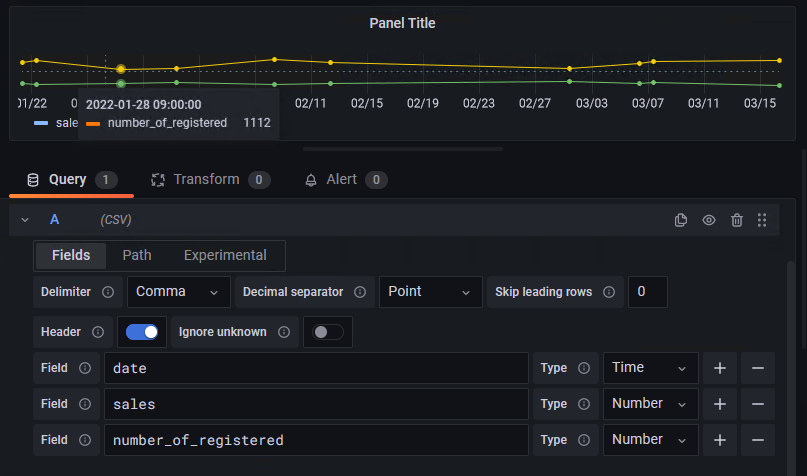 Panel Title
01/22 02/11 02/15 02/19 02/23 02/27 03/03 03/07 03/11 03/15
2022-01-28 09:00:00
number_of_registered 1112
Query 1 Transform 0 Alert 0
A (CSV)
Fields Path Experimental
Delimiter Comma Decimal separator Point Skip leading rows 0
Header Ignore unknown
Field date Type Time
Field sales Type Number
Field number_of_registered Type Number